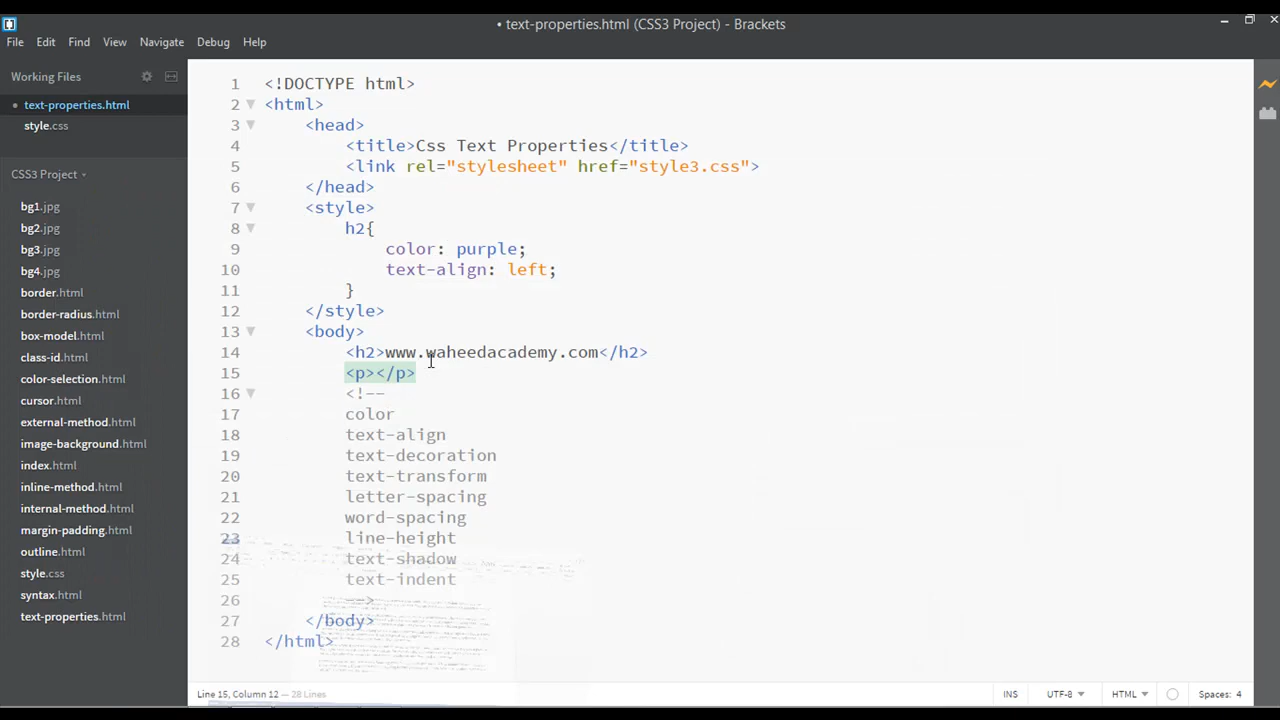 • text-properties.html (CSS3 Project) - Brackets
File Edit Find View Navigate Debug Help
Working Files
• text-properties.html
style.css
CSS3 Project
bg1.jpg
bg2.jpg
bg3.jpg
bg4.jpg
border.html
border-radius.html
box-model.html
class-id.html
color-selection.html
cursor.html
external-method.html
image-background.html
index.html
inline-method.html
internal-method.html
margin-padding.html
outline.html
style.css
syntax.html
text-properties.html
1 <!DOCTYPE html>
2 <html>
3 <head>
4 <title>Css Text Properties</title>
5 <link rel="stylesheet" href="style3.css">
6 </head>
7 <style>
8 h2{
9 color: purple;
10 text-align: left;
11 }
12 </style>
13 <body>
14 <h2>www.waheedacademy.com</h2>
15 <p></p>
16 <!--
17 color
18 text-align
19 text-decoration
20 text-transform
21 letter-spacing
22 word-spacing
23 line-height
24 text-shadow
25 text-indent
26 -->
27 </body>
28 </html>
Line 15, Column 12 — 28 Lines
INS UTF-8 HTML Spaces: 4